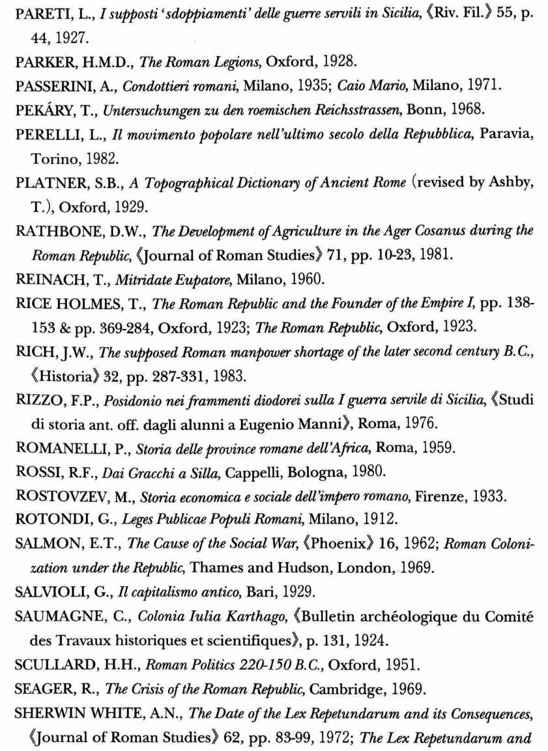 PARETI, L., I supposti ‘sdoppiamenti’ delle guerre servili in Sicilia, 《Riv. Fil.》 55, p.
44, 1927.
PARKER, H.M.D., The Roman Legions, Oxford, 1928.
PASSERINI, A., Condottieri romani, Milano, 1935; Caio Mario, Milano, 1971.
PEKÁRY, T., Untersuchungen zu den roemischen Reichsstrassen, Bonn, 1968.
PERELLI, L., Il movimento popolare nell'ultimo secolo della Repubblica, Paravia,
Torino, 1982.
PLATNER, S.B., A Topographical Dictionary of Ancient Rome (revised by Ashby,
T.), Oxford, 1929.
RATHBONE, D.W., The Development of Agriculture in the Ager Cosanus during the
Roman Republic, 《Journal of Roman Studies》 71, pp. 10-23, 1981.
REINACH, T., Mitridate Eupatore, Milano, 1960.
RICE HOLMES, T., The Roman Republic and the Founder of the Empire I, pp. 138-
153 & pp. 369-284, Oxford, 1923; The Roman Republic, Oxford, 1923.
RICH, J.W., The supposed Roman manpower shortage of the later second century B.C.,
《Historia》 32, pp. 287-331, 1983.
RIZZO, F.P., Posidonio nei frammenti diodorei sulla I guerra servile di Sicilia, 《Studi
di storia ant. off. dagli alunni a Eugenio Manni》, Roma, 1976.
ROMANELLI, P., Storia delle province romane dell'Africa, Roma, 1959.
ROSSI, R.F., Dai Gracchi a Silla, Cappelli, Bologna, 1980.
ROSTOVZEV, M., Storia economica e sociale dell'impero romano, Firenze, 1933.
ROTONDI, G., Leges Publicae Populi Romani, Milano, 1912.
SALMON, E.T., The Cause of the Social War, 《Phoenix》 16, 1962; Roman Coloni-
zation under the Republic, Thames and Hudson, London, 1969.
SALVIOLI, G., Il capitalismo antico, Bari, 1929.
SAUMAGNE, C., Colonia Iulia Karthago, 《Bulletin archéologique du Comité
des Travaux historiques et scientifiques》, p. 131, 1924.
SCULLARD, H.H., Roman Politics 220-150 B.C., Oxford, 1951.
SEAGER, R., The Crisis of the Roman Republic, Cambridge, 1969.
SHERWIN WHITE, A.N., The Date of the Lex Repetundarum and its Consequences,
《Journal of Roman Studies》 62, pp. 83-99, 1972; The Lex Repetundarum and